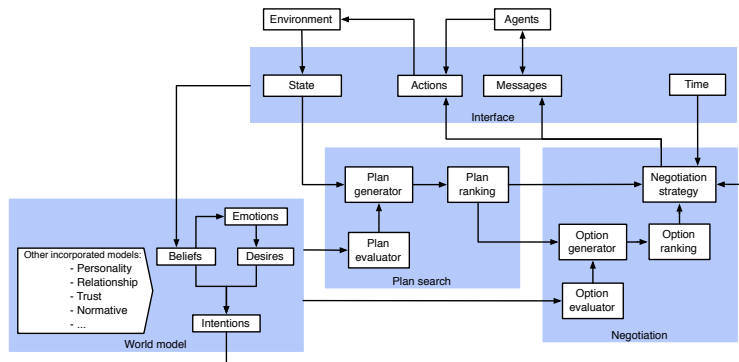 Environment
Agents
State
Actions
Messages
Time
Interface
Plan
generator
Plan
ranking
Negotiation
strategy
Emotions
Other incorporated models:
- Personality
- Relationship
- Trust
- Normative
- ...
Beliefs
Desires
Plan
evaluator
Option
generator
Option
ranking
Plan search
Option
evaluator
Intentions
World model
Negotiation